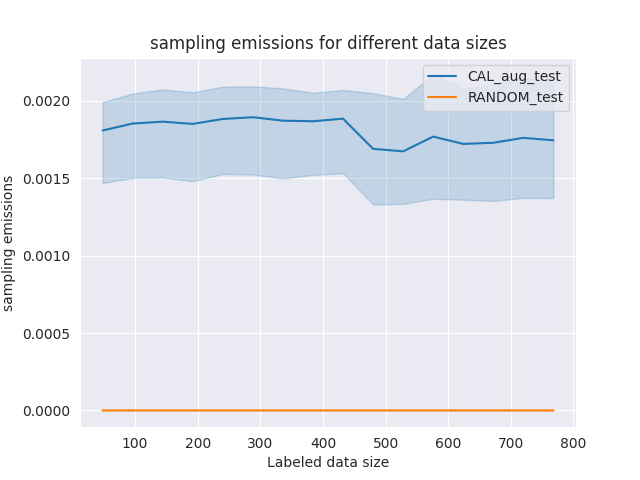 sampling emissions for different data sizes
CAL_aug_test
RANDOM_test
sampling emissions
0.0020
0.0015
0.0010
0.0005
0.0000
100 200 300 400 500 600 700 800
Labeled data size